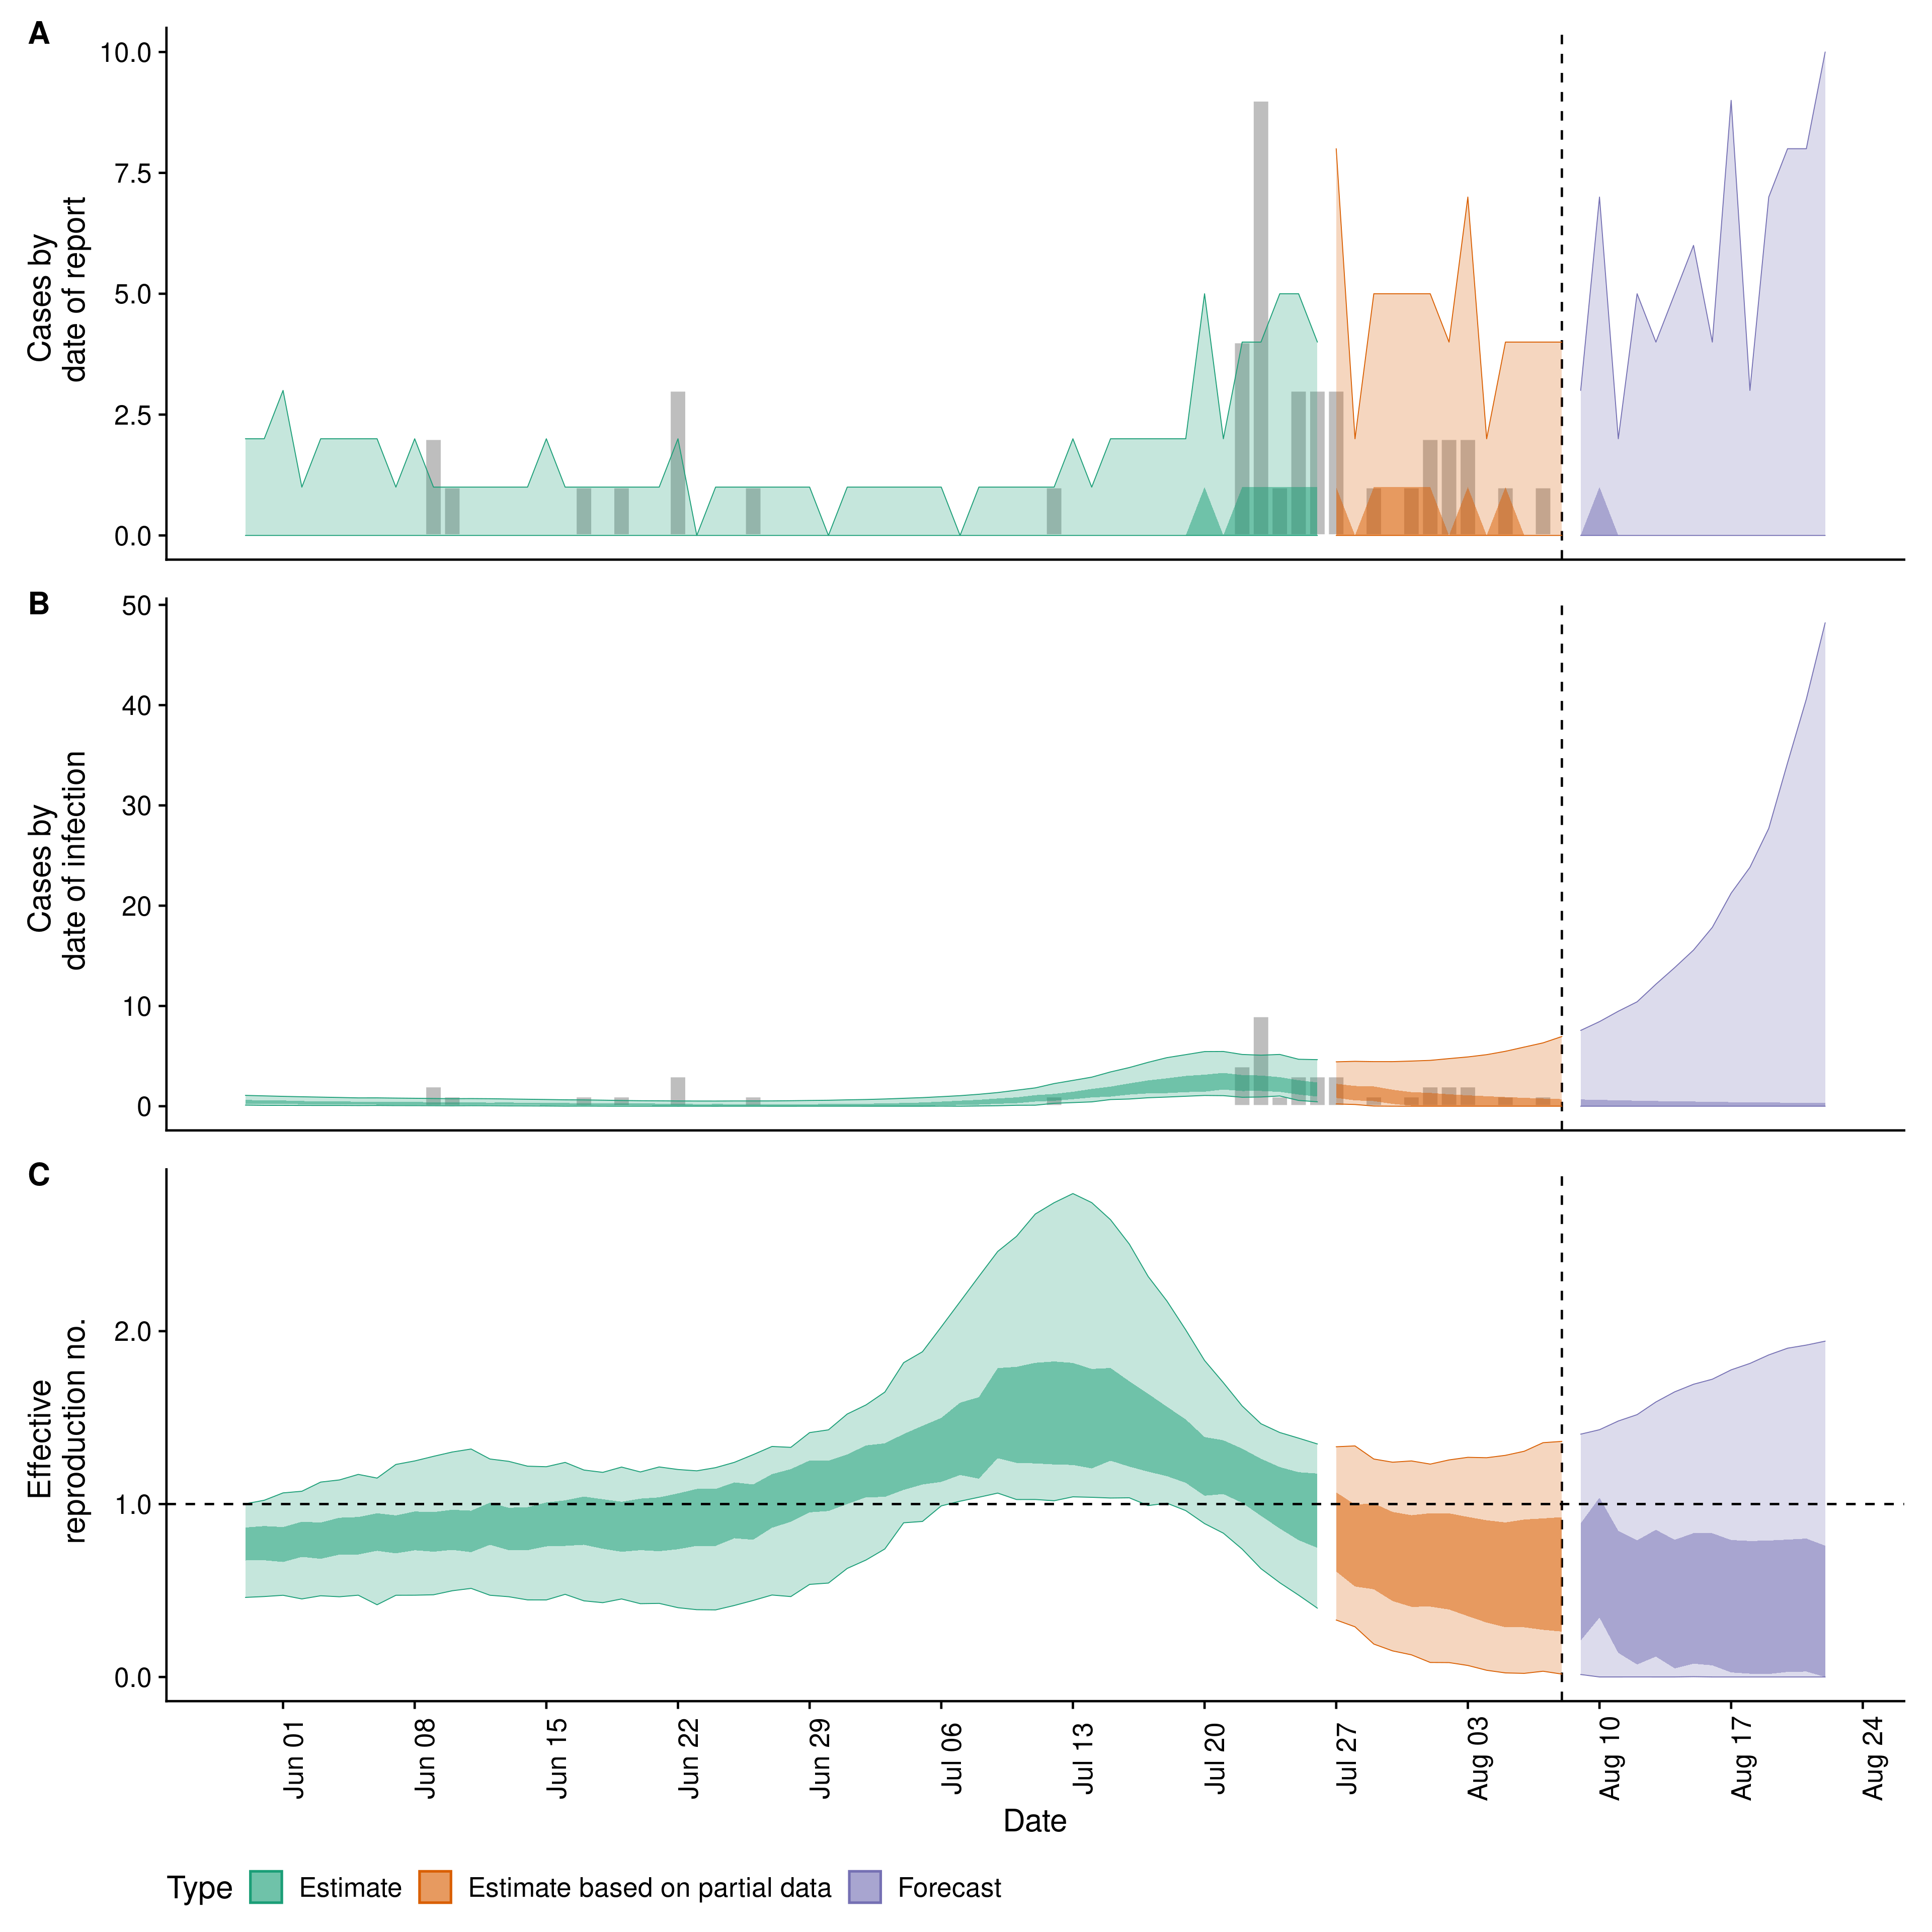 A
10.0
7.5
5.0
2.5
0.0
Cases by
date of report
B
50
40
30
20
10
0
Cases by
date of infection
C
2.0
1.0
0.0
Effective
reproduction no.
Jun 01
Jun 08
Jun 15
Jun 22
Jun 29
Jul 06
Jul 13
Jul 20
Jul 27
Aug 03
Aug 10
Aug 17
Aug 24
Date
Type Estimate Estimate based on partial data Forecast